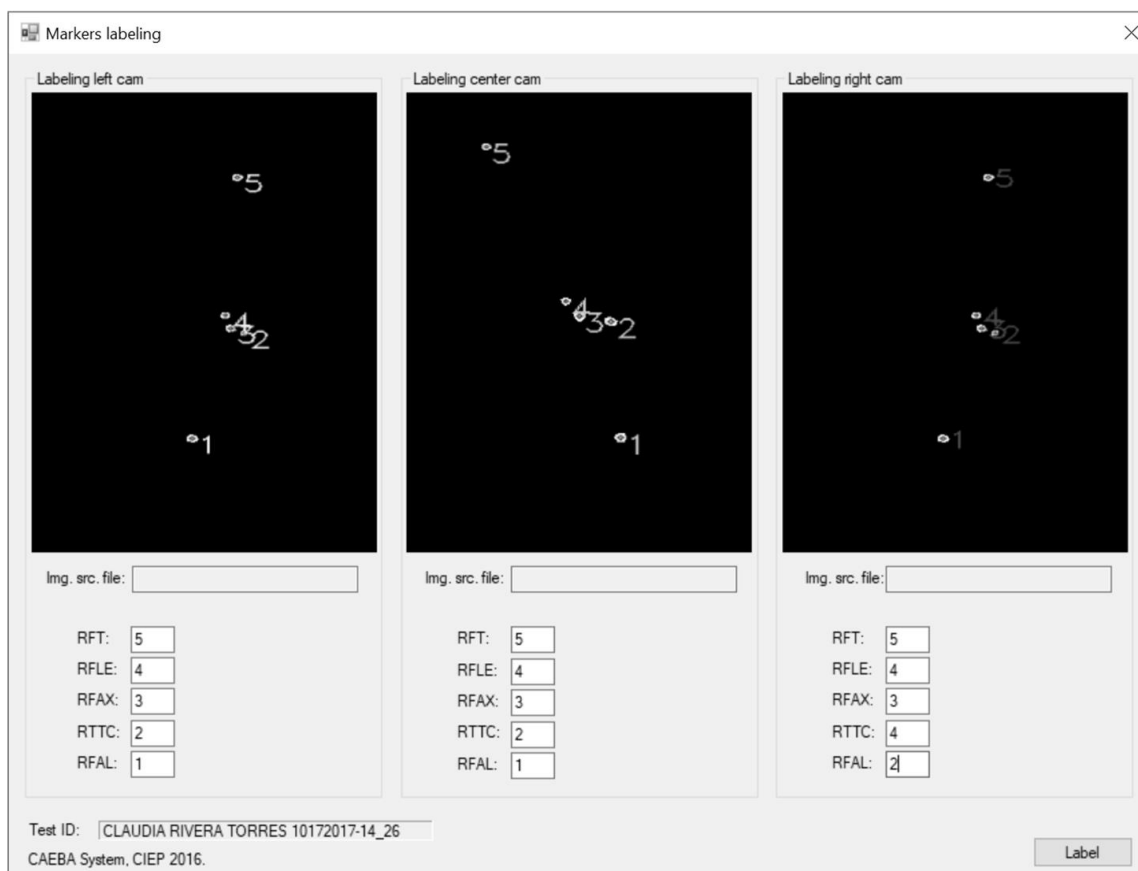 Markers labeling
Labeling left cam
Labeling center cam
Labeling right cam
5
4
3
2
1
5
4
3
2
1
5
4
3
2
1
Img. src. file:
Img. src. file:
Img. src. file:
RFT: 5
RFLE: 4
RFAX: 3
RTTC: 2
RFAL: 1
RFT: 5
RFLE: 4
RFAX: 3
RTTC: 2
RFAL: 1
RFT: 5
RFLE: 4
RFAX: 3
RTTC: 4
RFAL: 2
Test ID: CLAUDIA RIVERA TORRES 10172017-14_26
CAEBA System, CIEP 2016.
Label